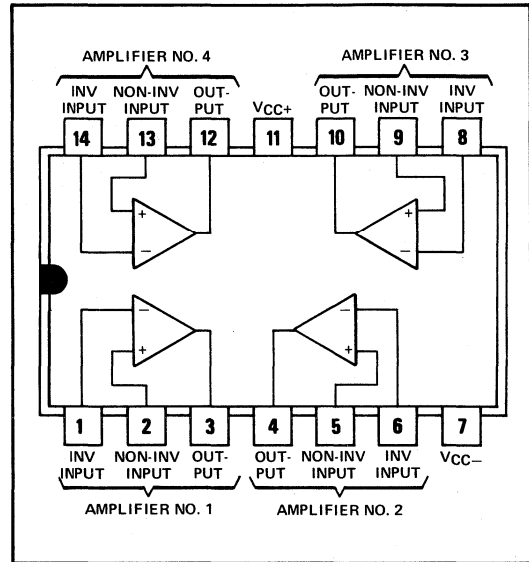 AMPLIFIER NO. 4 AMPLIFIER NO. 3
INV NON-INV OUT- VCC+ OUT- NON-INV INV
INPUT INPUT PUT PUT INPUT INPUT
14 13 12 11 10 9 8
+ +
− −
− −
+ +
1 2 3 4 5 6 7
INV NON-INV OUT- OUT- NON-INV INV VCC−
INPUT INPUT PUT PUT INPUT INPUT
AMPLIFIER NO. 1 AMPLIFIER NO. 2